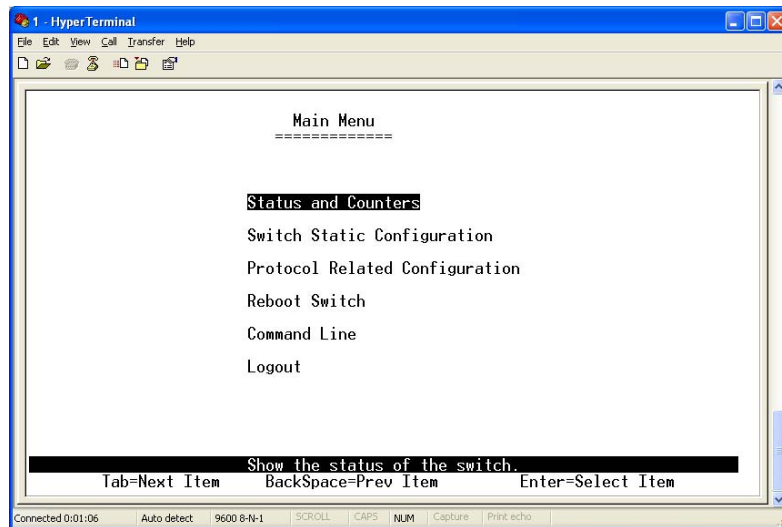 1 - HyperTerminal
File Edit View Call Transfer Help
Main Menu
=============
Status and Counters
Switch Static Configuration
Protocol Related Configuration
Reboot Switch
Command Line
Logout
Show the status of the switch.
Tab=Next Item BackSpace=Prev Item Enter=Select Item
Connected 0:01:06 Auto detect 9600 8-N-1 SCROLL CAPS NUM Capture Print echo